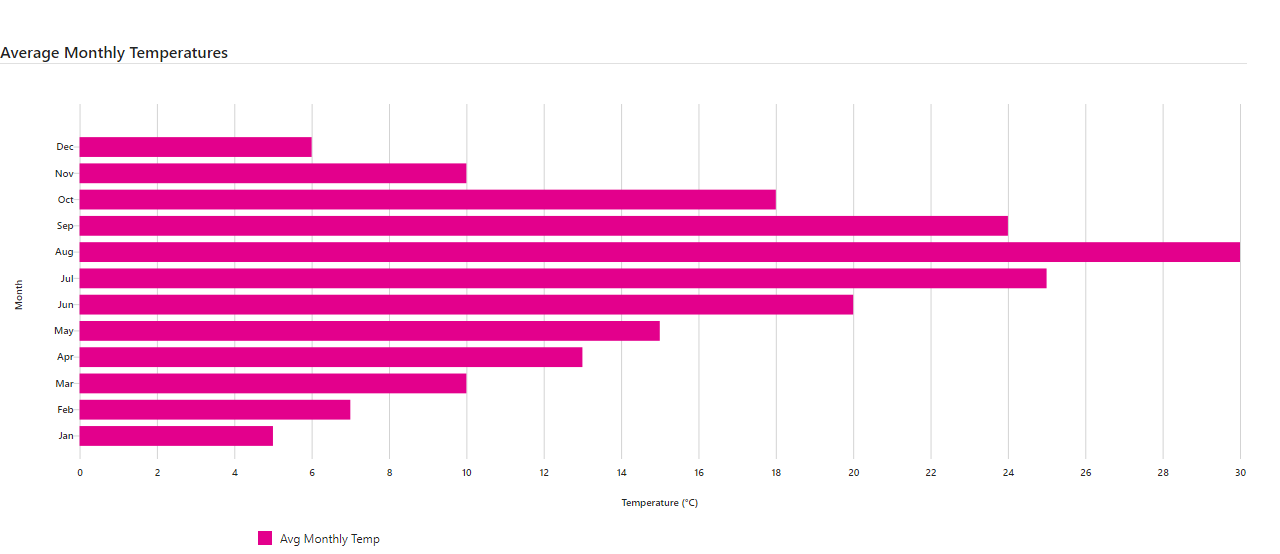 Average Monthly Temperatures
Dec
Nov
Oct
Sep
Aug
Jul
Jun
May
Apr
Mar
Feb
Jan
Month
0 2 4 6 8 10 12 14 16 18 20 22 24 26 28 30
Temperature (°C)
Avg Monthly Temp